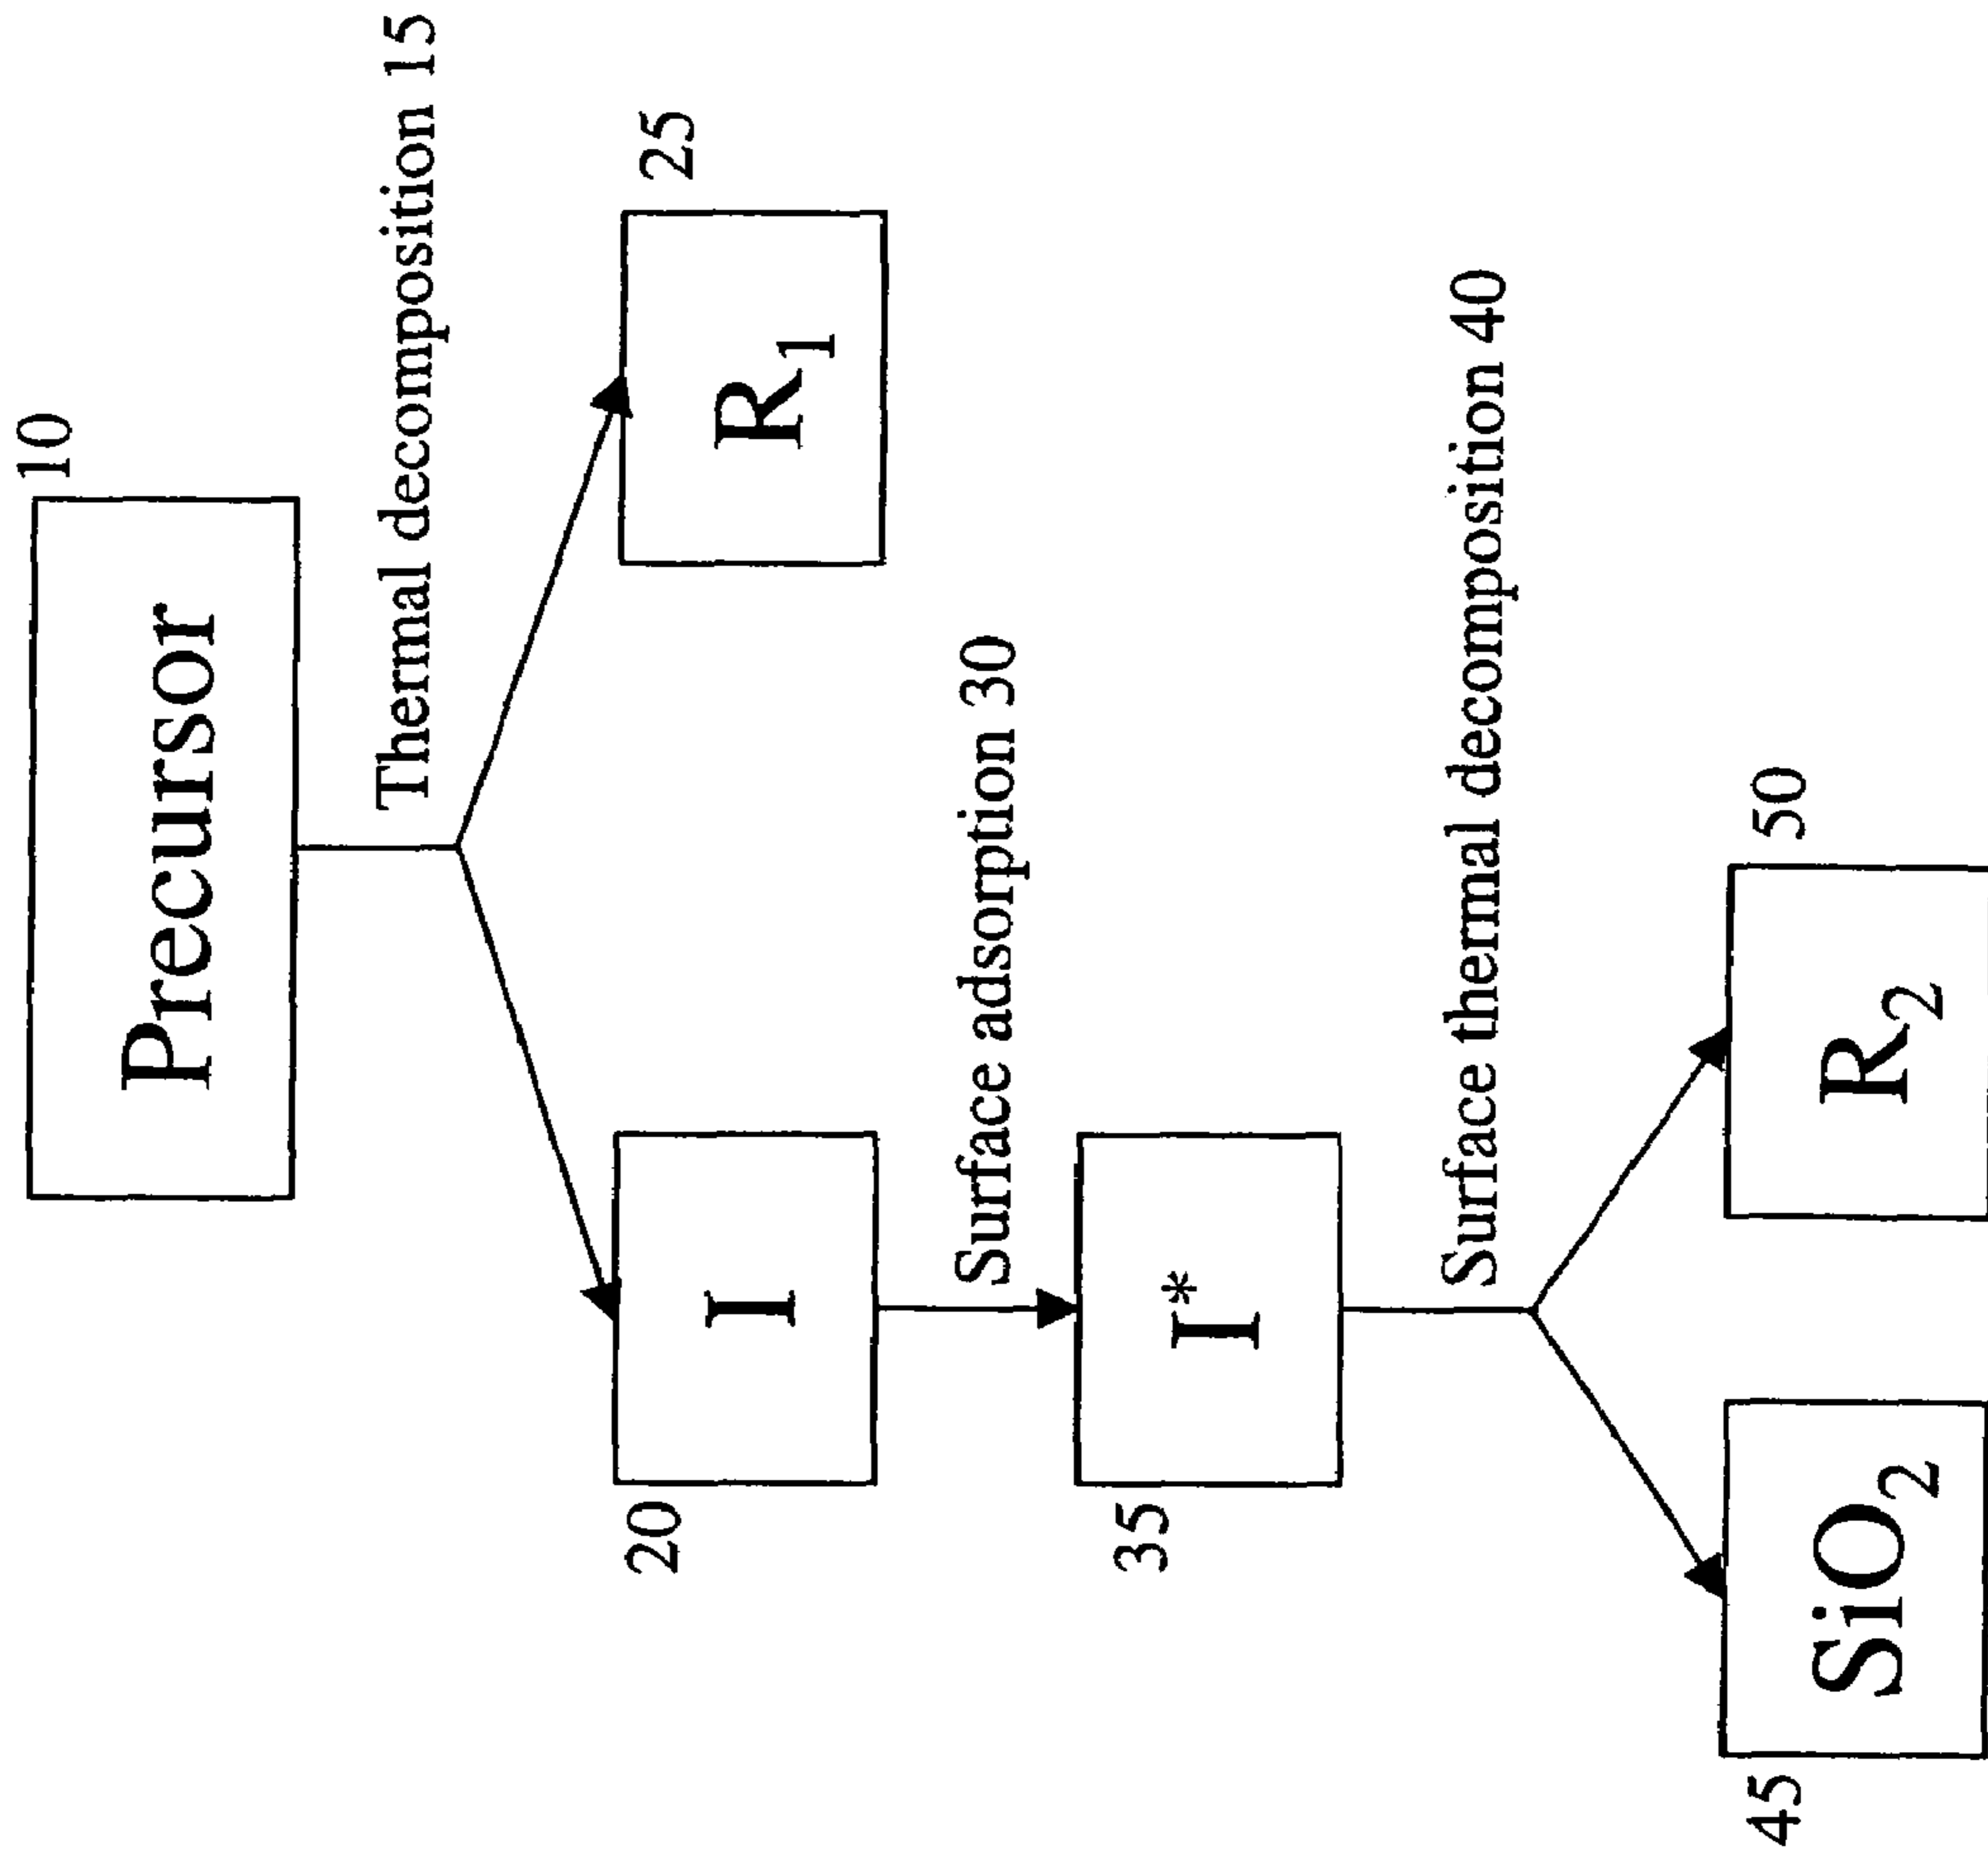 Precursor
10
Thermal decomposition 15
20
I
R1
25
Surface adsorption 30
35
I*
Surface thermal decomposition 40
45
SiO2
R2
50